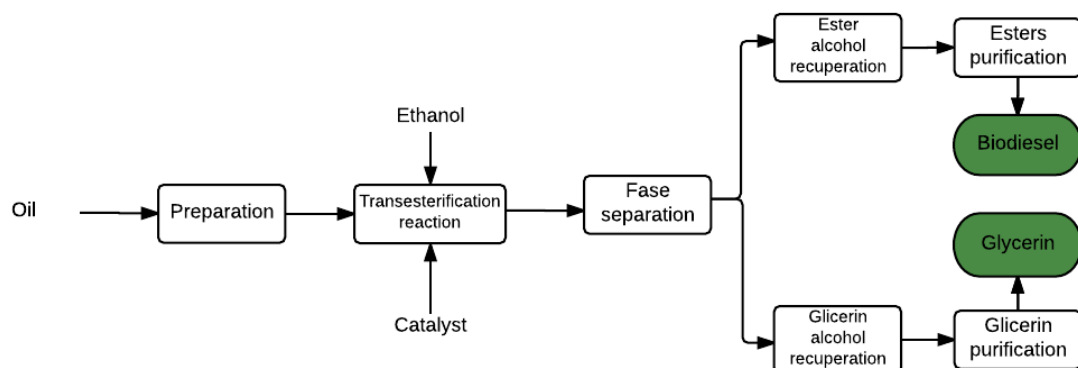 Oil
Preparation
Ethanol
Transesterification
reaction
Catalyst
Fase
separation
Ester
alcohol
recuperation
Esters
purification
Biodiesel
Glicerin
alcohol
recuperation
Glicerin
purification
Glycerin